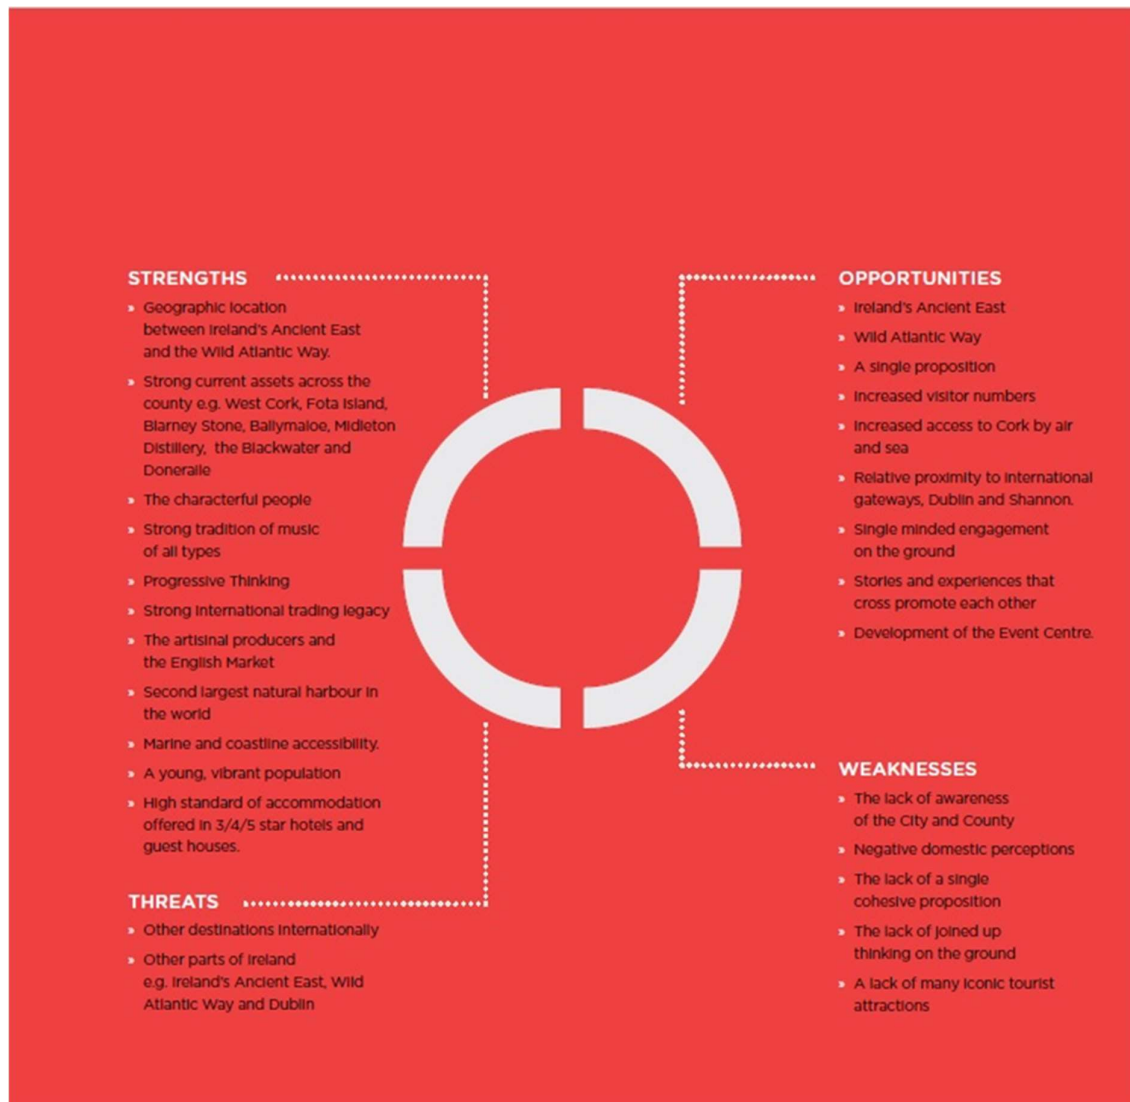 STRENGTHS
» Geographic location
between Ireland's Ancient East
and the Wild Atlantic Way.
» Strong current assets across the
county e.g. West Cork, Fota Island,
Blarney Stone, Ballymaloe, Midleton
Distillery, the Blackwater and
Doneraile
» The characterful people
» Strong tradition of music
of all types
» Progressive Thinking
» Strong international trading legacy
» The artisinal producers and
the English Market
» Second largest natural harbour in
the world
» Marine and coastline accessibility.
» A young, vibrant population
» High standard of accommodation
offered in 3/4/5 star hotels and
guest houses.
THREATS
» Other destinations internationally
» Other parts of Ireland
e.g. Ireland's Ancient East, Wild
Atlantic Way and Dublin
OPPORTUNITIES
» Ireland's Ancient East
» Wild Atlantic Way
» A single proposition
» Increased visitor numbers
» Increased access to Cork by air
and sea
» Relative proximity to international
gateways, Dublin and Shannon.
» Single minded engagement
on the ground
» Stories and experiences that
cross promote each other
» Development of the Event Centre.
WEAKNESSES
» The lack of awareness
of the City and County
» Negative domestic perceptions
» The lack of a single
cohesive proposition
» The lack of joined up
thinking on the ground
» A lack of many iconic tourist
attractions